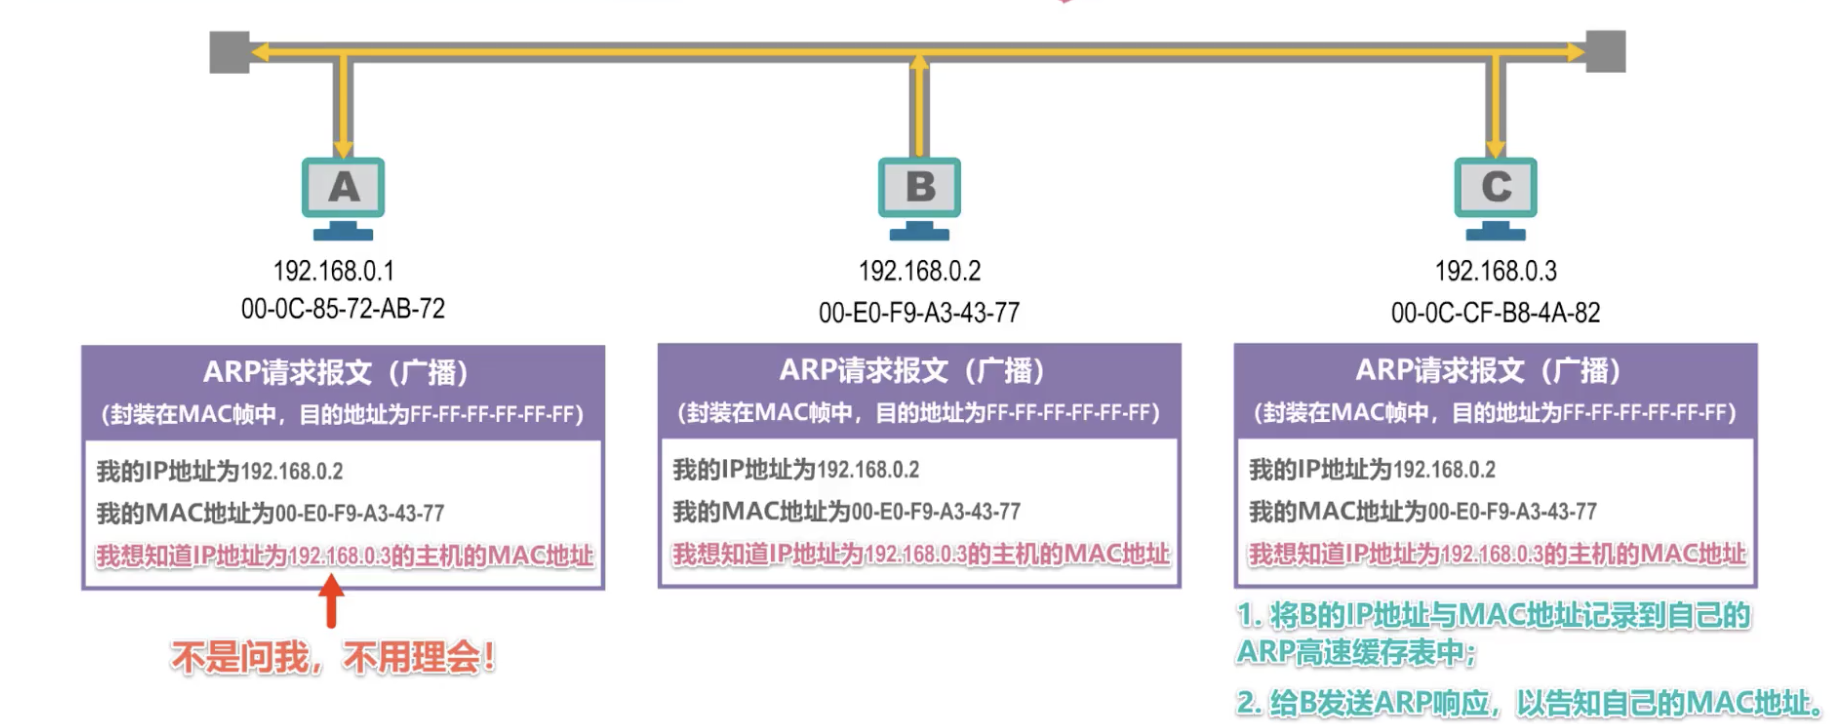 A
B
C
192.168.0.1
00-0C-85-72-AB-72
192.168.0.2
00-E0-F9-A3-43-77
192.168.0.3
00-0C-CF-B8-4A-82
ARP请求报文（广播）
（封装在MAC帧中，目的地址为FF-FF-FF-FF-FF-FF）
我的IP地址为192.168.0.2
我的MAC地址为00-E0-F9-A3-43-77
我想知道IP地址为192.168.0.3的主机的MAC地址
不是问我，不用理会！
ARP请求报文（广播）
（封装在MAC帧中，目的地址为FF-FF-FF-FF-FF-FF）
我的IP地址为192.168.0.2
我的MAC地址为00-E0-F9-A3-43-77
我想知道IP地址为192.168.0.3的主机的MAC地址
ARP请求报文（广播）
（封装在MAC帧中，目的地址为FF-FF-FF-FF-FF-FF）
我的IP地址为192.168.0.2
我的MAC地址为00-E0-F9-A3-43-77
我想知道IP地址为192.168.0.3的主机的MAC地址
1. 将B的IP地址与MAC地址记录到自己的
ARP高速缓存表中；
2. 给B发送ARP响应，以告知自己的MAC地址。